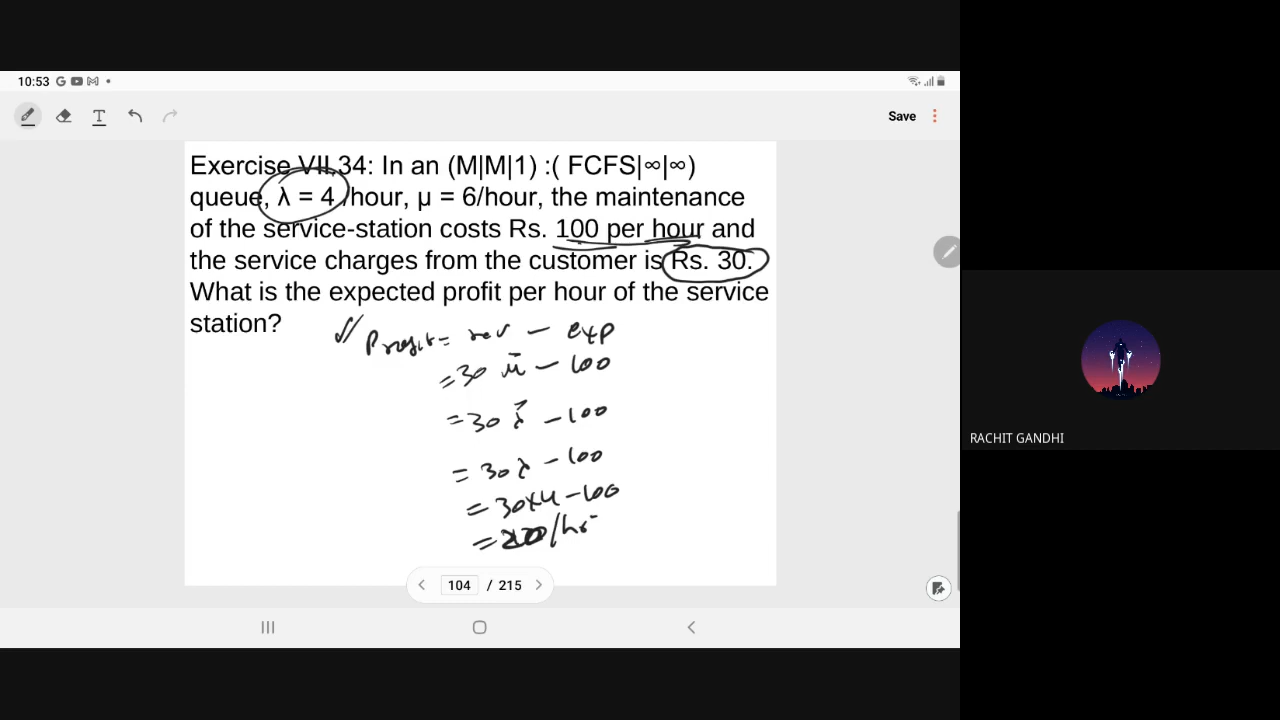 10:53
Save
Exercise VII.34: In an (M|M|1) :( FCFS|∞|∞)
queue, λ = 4 /hour, μ = 6/hour, the maintenance
of the service-station costs Rs. 100 per hour and
the service charges from the customer is Rs. 30.
What is the expected profit per hour of the service
station?
Profit = rev - exp
= 30 μ̄ - 100
= 30 λ̄ - 100
= 30 λ - 100
= 30×4 - 100
= 20/hr
104 / 215
RACHIT GANDHI